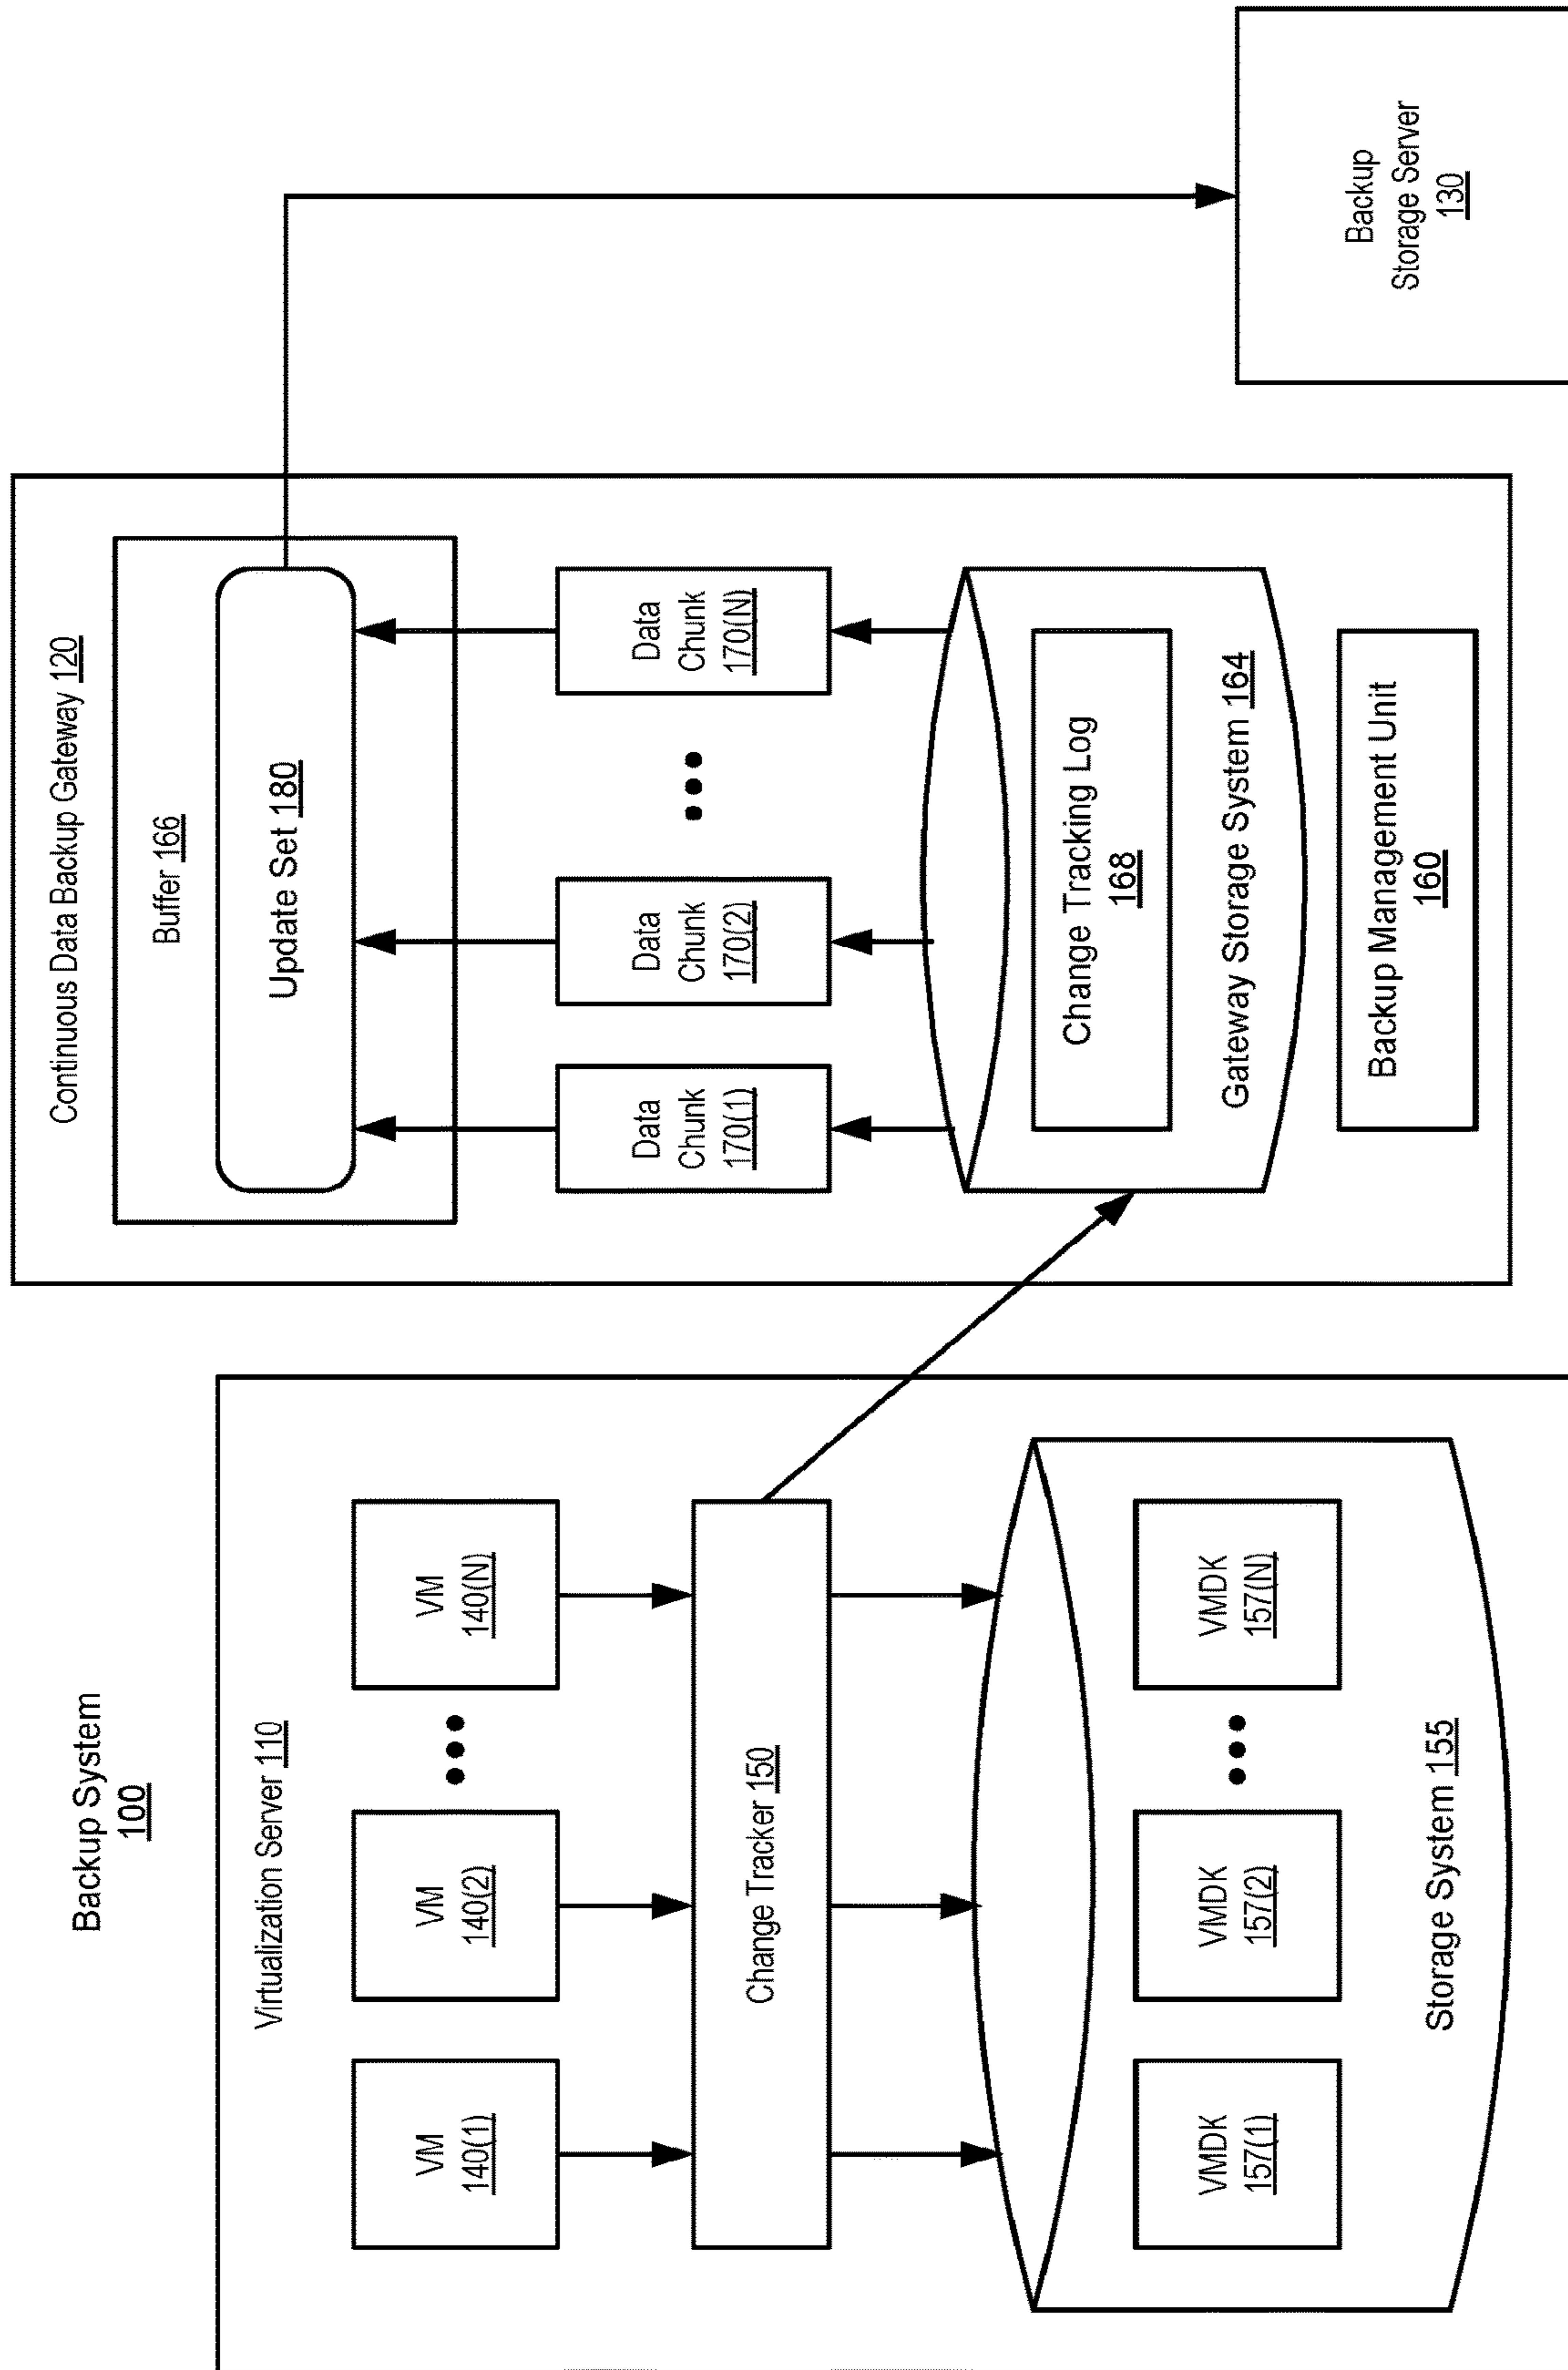 Backup System
100
Virtualization Server 110
VM
140(1)
VM
140(2)
VM
140(N)
Change Tracker 150
VMDK
157(1)
VMDK
157(2)
VMDK
157(N)
Storage System 155
Continuous Data Backup Gateway 120
Buffer 166
Update Set 180
Data
Chunk
170(1)
Data
Chunk
170(2)
Data
Chunk
170(N)
Change Tracking Log
168
Gateway Storage System 164
Backup Management Unit
160
Backup
Storage Server
130